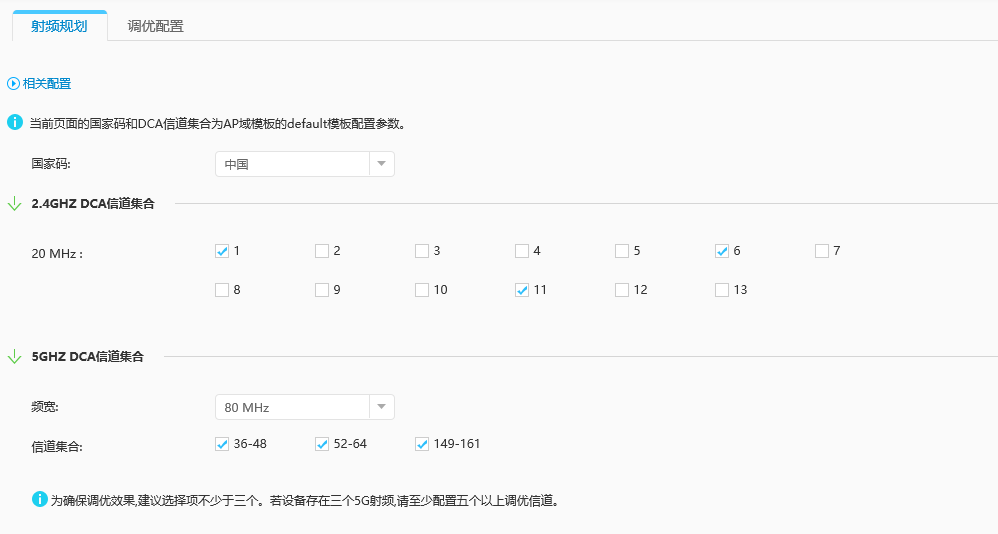 射频规划 调优配置
相关配置
当前页面的国家码和DCA信道集合为AP域模板的default模板配置参数。
国家码: 中国
2.4GHZ DCA信道集合
20 MHz : 1 2 3 4 5 6 7
8 9 10 11 12 13
5GHZ DCA信道集合
频宽: 80 MHz
信道集合: 36-48 52-64 149-161
为确保调优效果,建议选择项不少于三个。若设备存在三个5G射频,请至少配置五个以上调优信道。